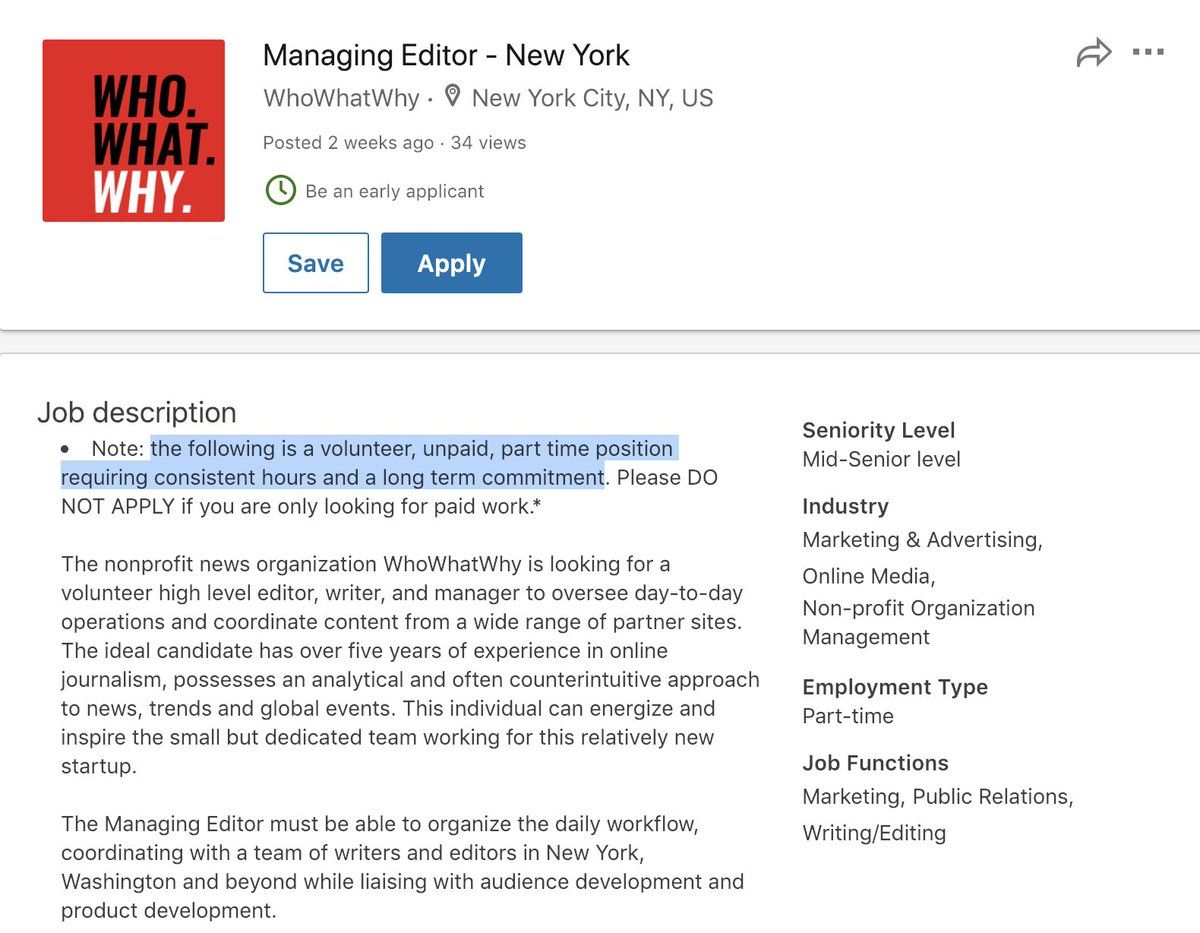 WHO.
WHAT.
WHY.
Managing Editor - New York
WhoWhatWhy · New York City, NY, US
Posted 2 weeks ago · 34 views
Be an early applicant
Save
Apply
Job description
• Note: the following is a volunteer, unpaid, part time position
requiring consistent hours and a long term commitment. Please DO
NOT APPLY if you are only looking for paid work.*
The nonprofit news organization WhoWhatWhy is looking for a
volunteer high level editor, writer, and manager to oversee day-to-day
operations and coordinate content from a wide range of partner sites.
The ideal candidate has over five years of experience in online
journalism, possesses an analytical and often counterintuitive approach
to news, trends and global events. This individual can energize and
inspire the small but dedicated team working for this relatively new
startup.
The Managing Editor must be able to organize the daily workflow,
coordinating with a team of writers and editors in New York,
Washington and beyond while liaising with audience development and
product development.
Seniority Level
Mid-Senior level
Industry
Marketing & Advertising,
Online Media,
Non-profit Organization
Management
Employment Type
Part-time
Job Functions
Marketing, Public Relations,
Writing/Editing